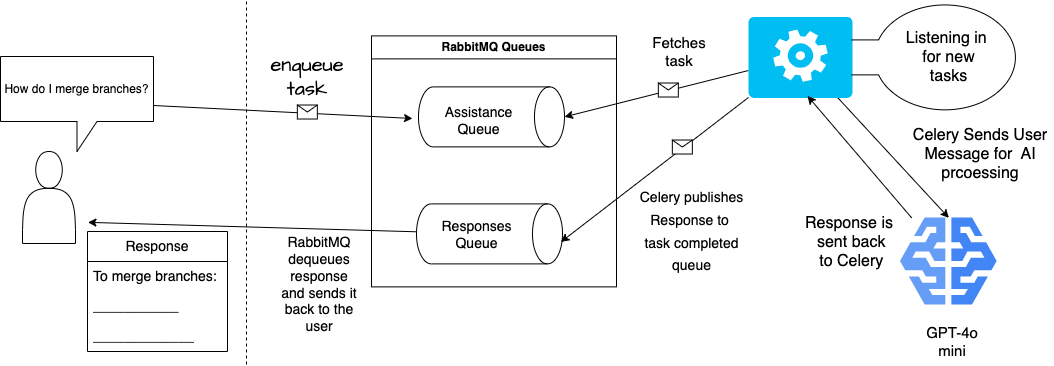 How do I merge branches?
enqueue
task
RabbitMQ Queues
Assistance
Queue
Responses
Queue
Fetches
task
Listening in
for new
tasks
Celery Sends User
Message for AI
prcoessing
Celery publishes
Response to
task completed
queue
Response is
sent back
to Celery
GPT-4o
mini
RabbitMQ
dequeues
response
and sends it
back to the
user
Response
To merge branches: